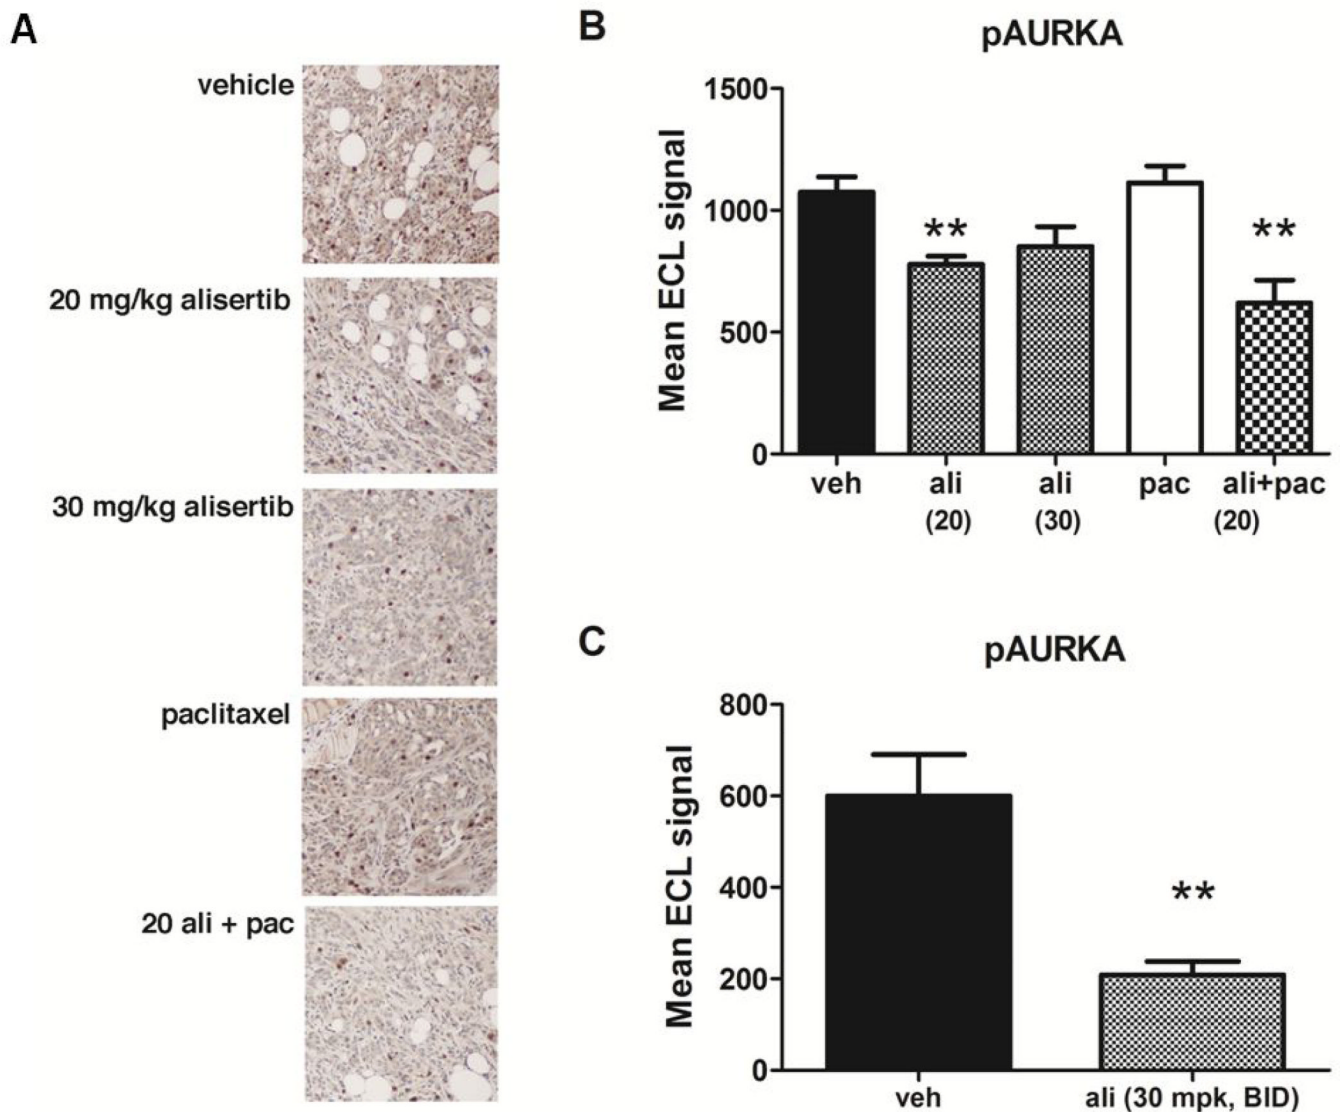 A
vehicle
20 mg/kg alisertib
30 mg/kg alisertib
paclitaxel
20 ali + pac
B
pAURKA
Mean ECL signal
1500
1000
500
0
**
**
veh ali ali pac ali+pac
(20) (30) (20)
C
pAURKA
Mean ECL signal
800
600
400
200
0
**
veh ali (30 mpk, BID)